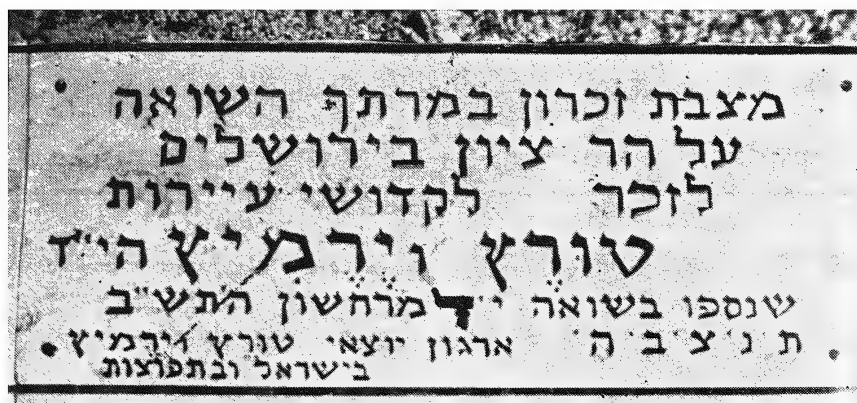 מצבת זכרון במרתף השואה
על הר ציון בירושלים
לזכר לקדושי עיירות
טורץ וירמיץ הי"ד
שנספו בשואה י"ד מרחשון ה'תש"ב
ת נ צ ב ה ארגון יוצאי טורץ וירמיץ
בישראל ובתפוצות